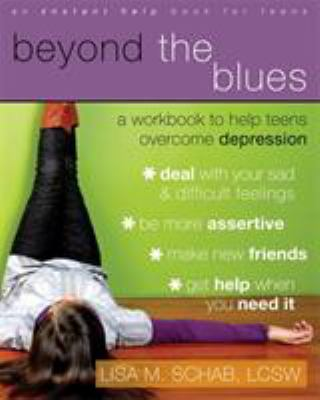 an instant help book for teens
beyond the
blues
a workbook to help teens
overcome depression
* deal with your sad
& difficult feelings
* be more assertive
* make new friends
* get help when
you need it
LISA M. SCHAB, LCSW